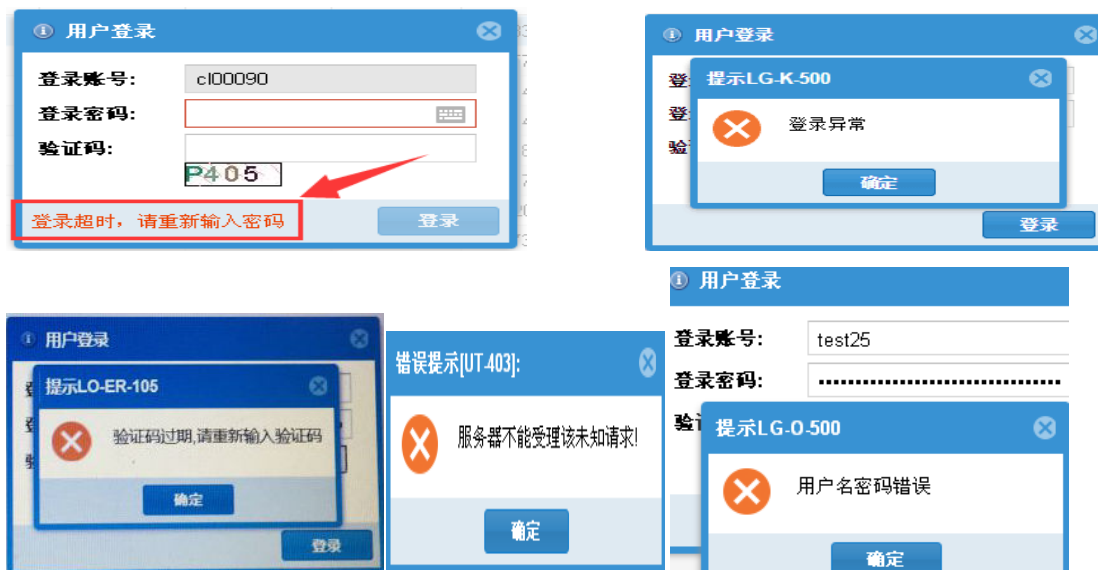 用户登录
登录账号:
cl00090
登录密码:
验证码:
P405
登录超时，请重新输入密码
登录
用户登录
登
提示LG-K-500
登
登录异常
验
确定
登录
用户登录
提示LO-ER-105
验证码过期,请重新输入验证码
确定
登录
错误提示[UT-403]:
服务器不能受理该未知请求!
确定
用户登录
登录账号:
test25
登录密码:
验
提示LG-O-500
用户名密码错误
确定